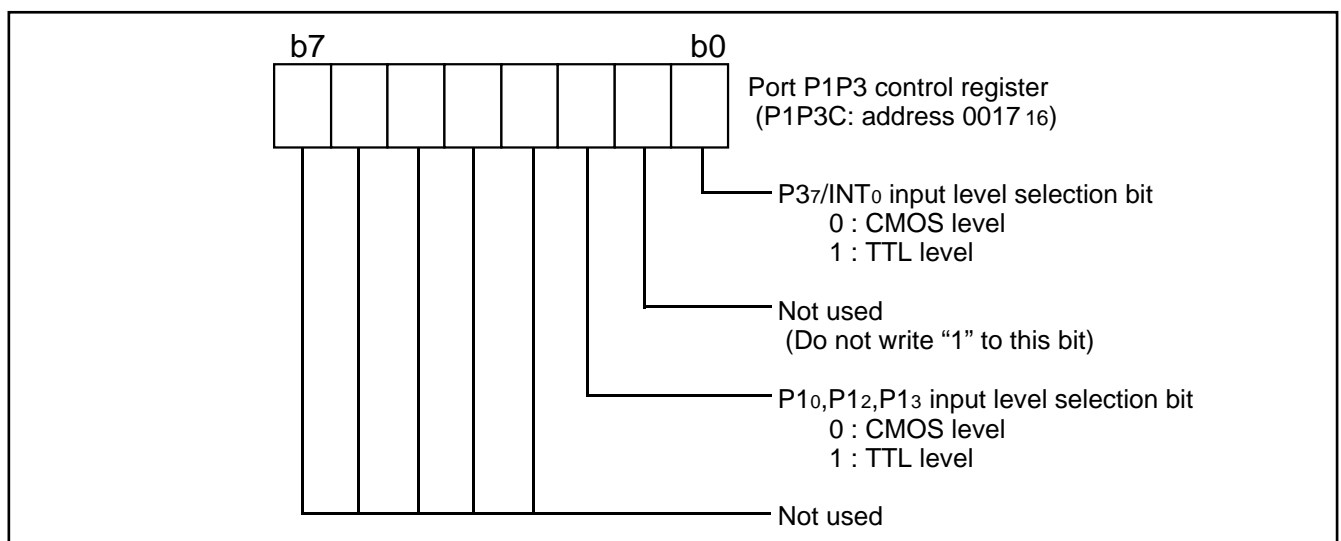 b7 b0
Port P1P3 control register
(P1P3C: address 0017 16)
P37/INT0 input level selection bit
0 : CMOS level
1 : TTL level
Not used
(Do not write “1” to this bit)
P10,P12,P13 input level selection bit
0 : CMOS level
1 : TTL level
Not used